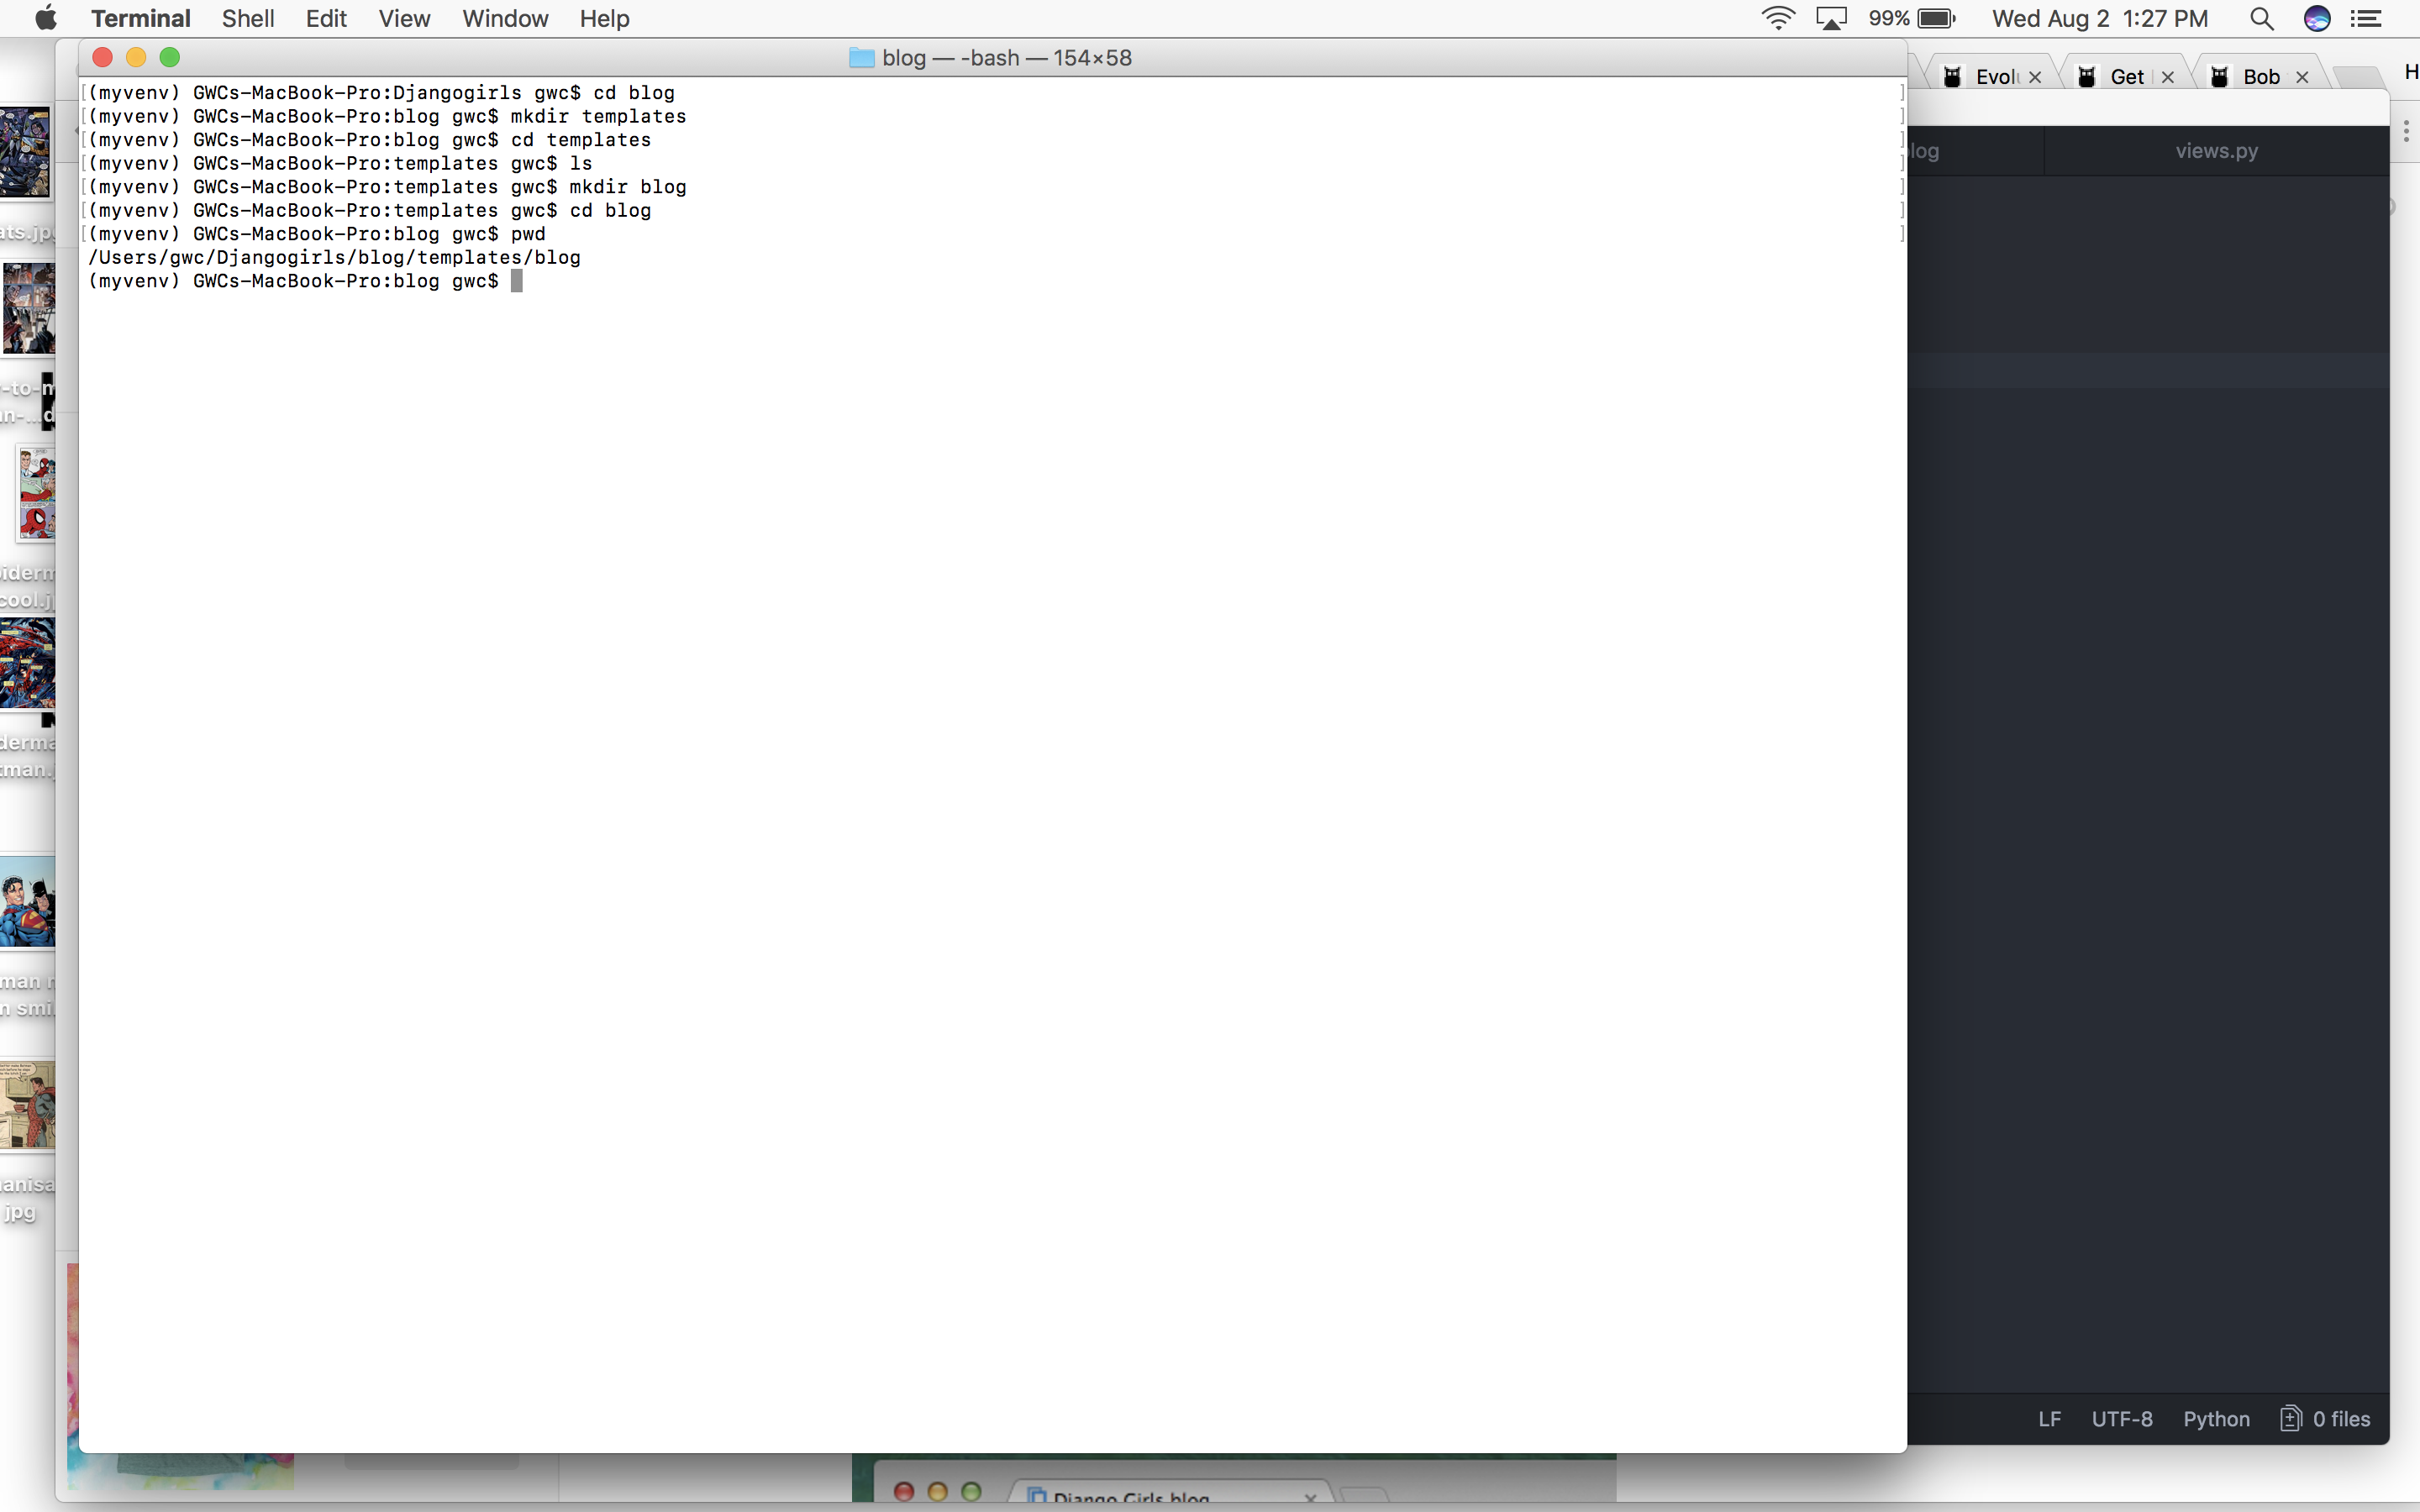 Terminal Shell Edit View Window Help 99% Wed Aug 2 1:27 PM
blog — -bash — 154×58
Evol Get Bob H
[(myvenv) GWCs-MacBook-Pro:Djangogirls gwc$ cd blog ]
[(myvenv) GWCs-MacBook-Pro:blog gwc$ mkdir templates ]
[(myvenv) GWCs-MacBook-Pro:blog gwc$ cd templates ]
[(myvenv) GWCs-MacBook-Pro:templates gwc$ ls ]
[(myvenv) GWCs-MacBook-Pro:templates gwc$ mkdir blog ]
[(myvenv) GWCs-MacBook-Pro:templates gwc$ cd blog ]
[(myvenv) GWCs-MacBook-Pro:blog gwc$ pwd ]
/Users/gwc/Djangogirls/blog/templates/blog
(myvenv) GWCs-MacBook-Pro:blog gwc$
log views.py
ats.jp
-to-m
un-...d
iderm
cool.j
derma
tman.
man n
n smi
anisa
jpg
LF UTF-8 Python 0 files
Django Girls blog